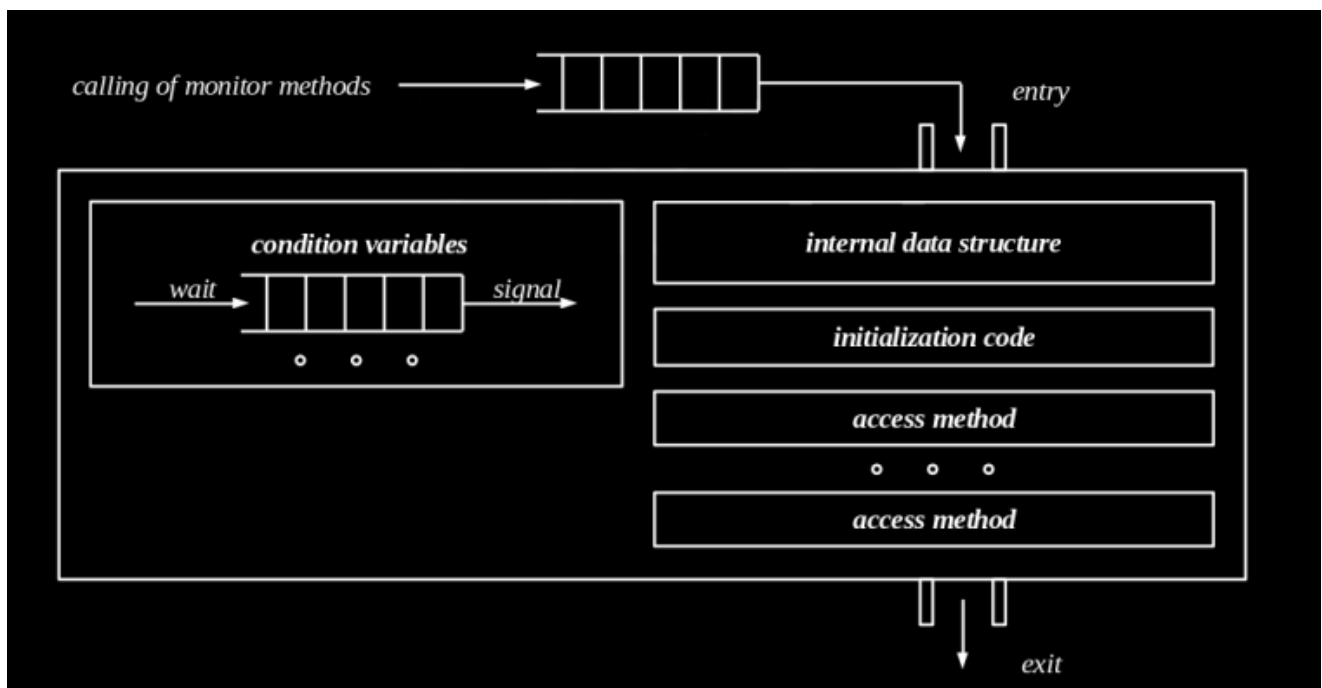 calling of monitor methods
entry
condition variables
wait
signal
internal data structure
initialization code
access method
access method
exit